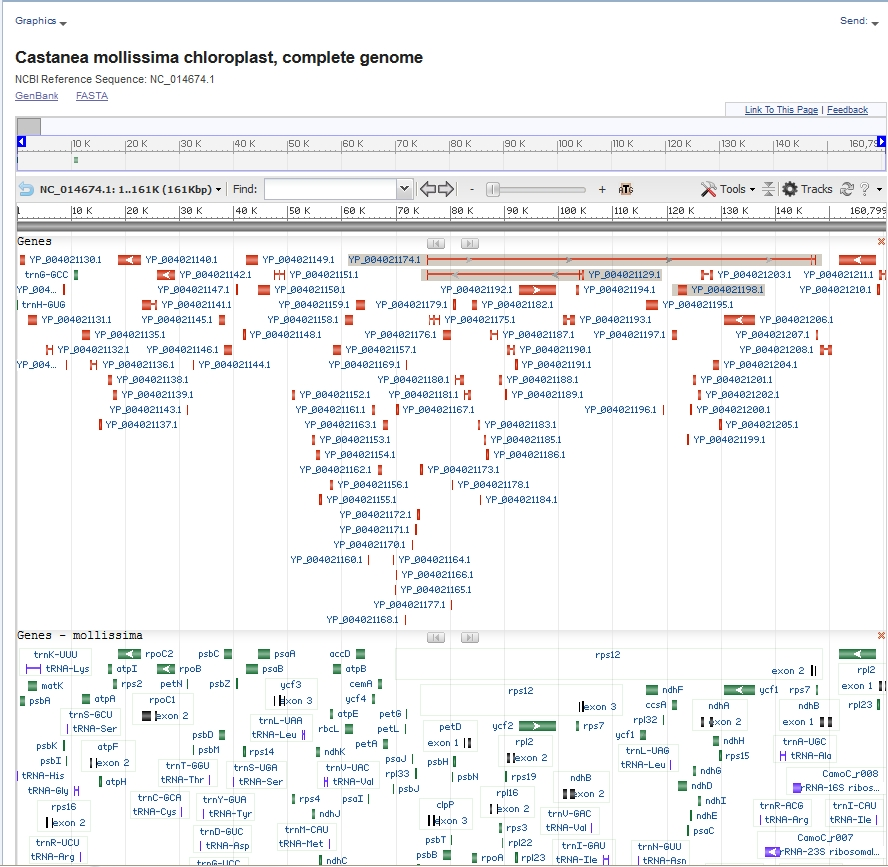 Graphics Send:
Castanea mollissima chloroplast, complete genome
NCBI Reference Sequence: NC_014674.1
GenBank FASTA
Link To This Page | Feedback
10 K 20 K 30 K 40 K 50 K 60 K 70 K 80 K 90 K 100 K 110 K 120 K 130 K 140 K 160,79
NC_014674.1: 1..161K (161Kbp) Find: - + ATG Tools Tracks ?
1 10 K 20 K 30 K 40 K 50 K 60 K 70 K 80 K 90 K 100 K 110 K 120 K 130 K 140 K 160,799
Genes
YP_004021130.1 YP_004021140.1 YP_004021149.1 YP_004021174.1
trnG-GCC YP_004021142.1 YP_004021151.1 YP_004021129.1 YP_004021203.1 YP_004021211.1
YP_004... YP_004021147.1 YP_004021150.1 YP_004021192.1 YP_004021194.1 YP_004021198.1 YP_004021210.1
trnH-GUG YP_004021141.1 YP_004021159.1 YP_004021179.1 YP_004021182.1 YP_004021195.1
YP_004021131.1 YP_004021145.1 YP_004021158.1 YP_004021175.1 YP_004021193.1 YP_004021206.1
YP_004021135.1 YP_004021148.1 YP_004021176.1 YP_004021187.1 YP_004021197.1 YP_004021207.1
YP_004021132.1 YP_004021146.1 YP_004021157.1 YP_004021190.1 YP_004021208.1
YP_004... YP_004021136.1 YP_004021144.1 YP_004021169.1 YP_004021191.1 YP_004021204.1
YP_004021138.1 YP_004021180.1 YP_004021188.1 YP_004021201.1
YP_004021139.1 YP_004021152.1 YP_004021181.1 YP_004021189.1 YP_004021202.1
YP_004021143.1 YP_004021161.1 YP_004021167.1 YP_004021196.1 YP_004021200.1
YP_004021137.1 YP_004021163.1 YP_004021183.1 YP_004021205.1
YP_004021153.1 YP_004021185.1 YP_004021199.1
YP_004021154.1 YP_004021186.1
YP_004021162.1 YP_004021173.1
YP_004021156.1 YP_004021178.1
YP_004021155.1 YP_004021184.1
YP_004021172.1
YP_004021171.1
YP_004021170.1
YP_004021160.1 YP_004021164.1
YP_004021166.1
YP_004021165.1
YP_004021177.1
YP_004021168.1
Genes - mollissima
trnK-UUU rpoC2 psbC psaA accD rps12
tRNA-Lys atpI rpoB psaB atpB exon 2 rpl2
matK rps2 petN psbZ ycf3 cemA rps12 ndhF ycf1 rps7 exon 1
psbA atpA rpoC1 exon 3 ycf4 exon 3 ccsA ndhA ndhB rpl23
trnS-GCU exon 2 trnL-UAA atpE petG petD ycf2 rps7 rpl32 exon 2 exon 1
tRNA-Ser psbD tRNA-Leu rbcL petL exon 1 rpl2 ycf1 ndhH trnA-UGC
psbK atpF psbM rps14 ndhK petA exon 2 trnL-UAG rps15 tRNA-Ala
psbI exon 2 trnT-GGU trnS-UGA trnV-UAC psaJ psbH tRNA-Leu ndhG CamoC_r008
tRNA-His atpH tRNA-Thr tRNA-Ser tRNA-Val rpl33 psbN rps19 ndhB ndhD tRNA-16S ribos...
tRNA-Gly trnC-GCA trnY-GUA rps4 psaI psbJ rpl16 exon 2 ndhI trnR-ACG trnI-CAU
rps16 tRNA-Cys tRNA-Tyr ndhJ clpP exon 2 trnV-GAC ndhE tRNA-Arg tRNA-Ile
exon 2 trnD-GUC trnM-CAU exon 3 rps3 tRNA-Val psaC
trnR-UCU tRNA-Asp tRNA-Met psbT rpl22 trnI-GAU trnN-GUU CamoC_r007
tRNA-Arg trnG-UCC ndhC psbB rpoA rpl23 tRNA-Ile tRNA-Asn rRNA-23S ribosomal...